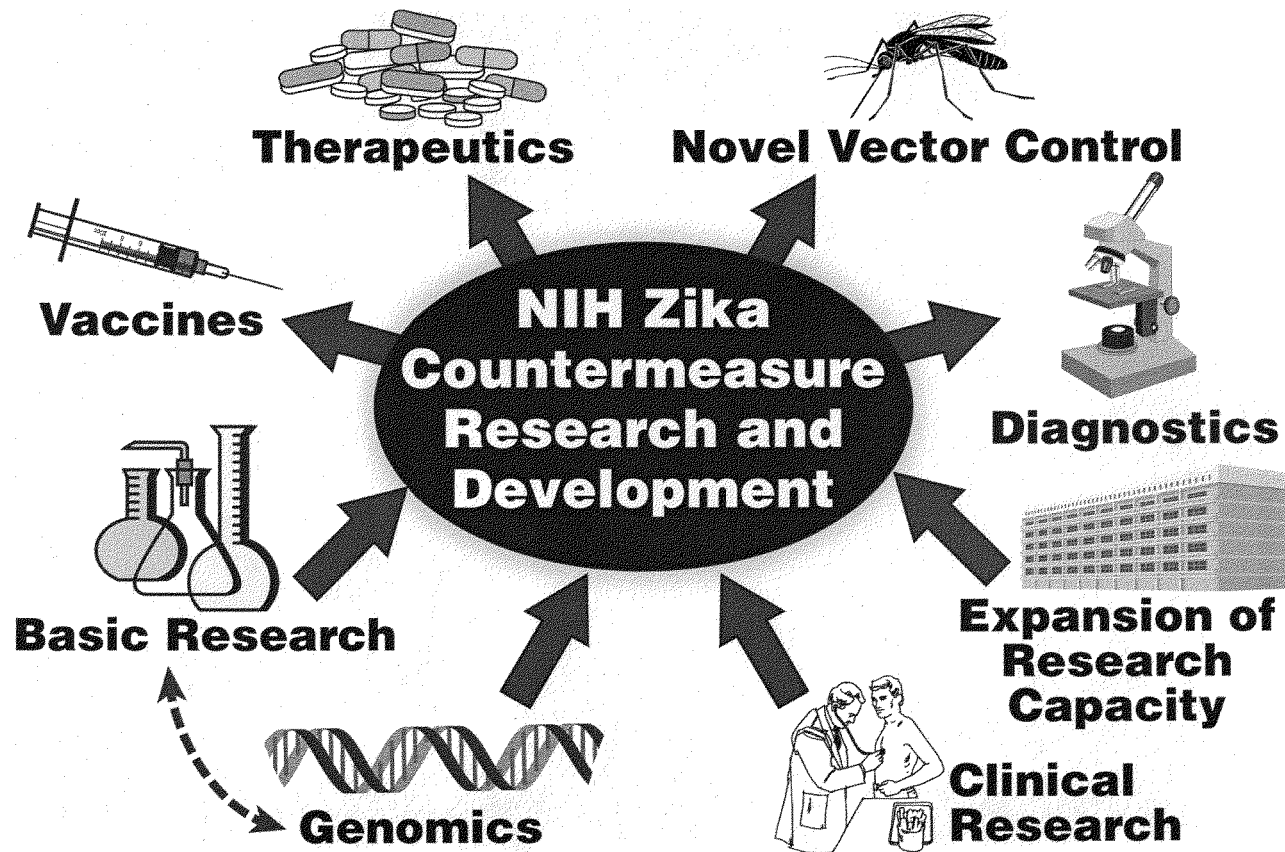 Therapeutics
Novel Vector Control
Vaccines
NIH Zika
Countermeasure
Research and
Development
Diagnostics
Basic Research
Expansion of
Research
Capacity
Genomics
Clinical
Research